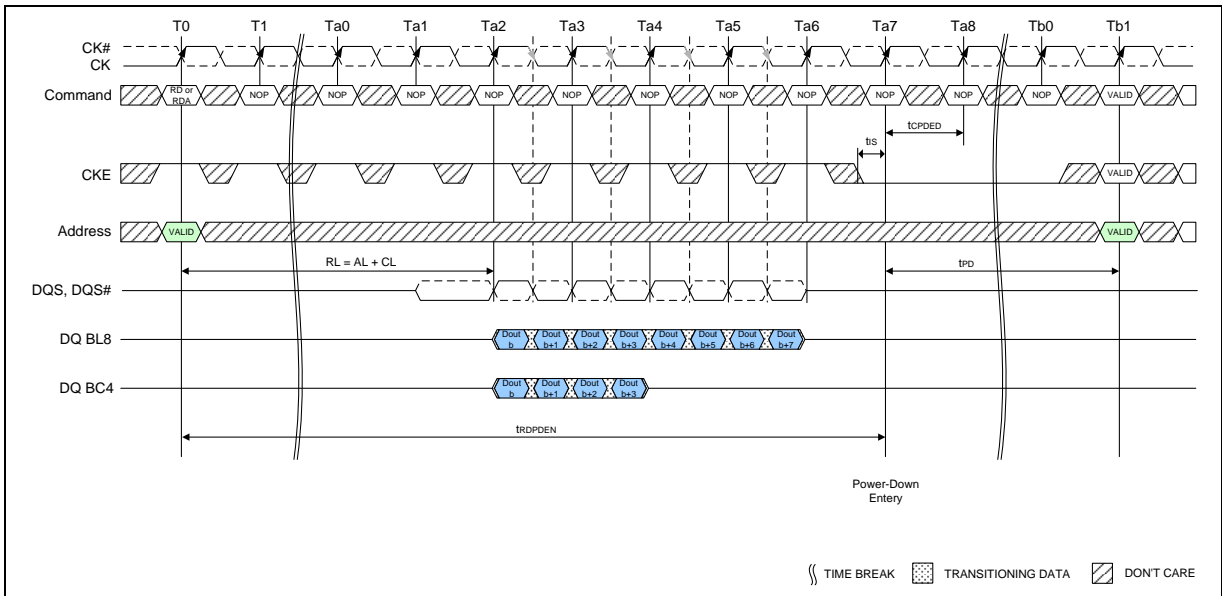 T0 T1 Ta0 Ta1 Ta2 Ta3 Ta4 Ta5 Ta6 Ta7 Ta8 Tb0 Tb1
CK#
CK
Command RD or RDA NOP NOP NOP NOP NOP NOP NOP NOP NOP NOP NOP VALID
tCPDED
tIS
CKE VALID
Address VALID VALID
RL = AL + CL tPD
DQS, DQS#
DQ BL8 Dout b Dout b+1 Dout b+2 Dout b+3 Dout b+4 Dout b+5 Dout b+6 Dout b+7
DQ BC4 Dout b Dout b+1 Dout b+2 Dout b+3
tRDPDEN
Power-Down
Entery
TIME BREAK TRANSITIONING DATA DON'T CARE